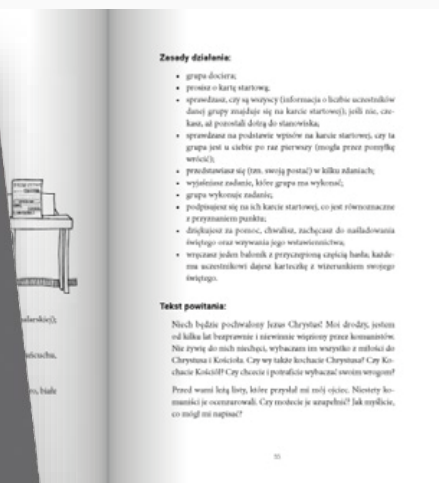 alarskiej);
Zasady działania:
• grupa dociera;
• prosisz o kartę startową;
• sprawdzasz, czy są wszyscy (informacja o liczbie uczestników
danej grupy znajduje się na karcie startowej); jeśli nie, cze-
kasz, aż pozostali dotrą do stanowiska;
• sprawdzasz na podstawie wpisów na karcie startowej, czy ta
grupa jest u ciebie po raz pierwszy (mogła przez pomyłkę
wrócić);
• przedstawiasz się (tzn. swoją postać) w kilku zdaniach;
• wyjaśniasz zadanie, które grupa ma wykonać;
• grupa wykonuje zadanie;
• podpisujesz się na ich karcie startowej, co jest równoznaczne
z przyznaniem punktu;
• dziękujesz za pomoc, chwalisz, zachęcasz do naśladowania
świętego oraz wzywania jego wstawiennictwa;
• wręczasz jeden balonik z przyczepioną częścią hasła; każde-
mu uczestnikowi dajesz karteczkę z wizerunkiem swojego
świętego.
Tekst powitania:
Niech będzie pochwalony Jezus Chrystus! Moi drodzy, jestem
od kilku lat bezprawnie i niewinnie więziony przez komunistów.
Nie żywię do nich niechęci, wybaczam im wszystko z miłości do
Chrystusa i Kościoła. Czy wy także kochacie Chrystusa? Czy Ko-
chacie Kościół? Czy chcecie i potraficie wybaczać swoim wrogom?
Przed wami leżą listy, które przysłał mi mój ojciec. Niestety ko-
muniści je ocenzurowali. Czy możecie je uzupełnić? Jak myślicie,
co mógł mi napisać?